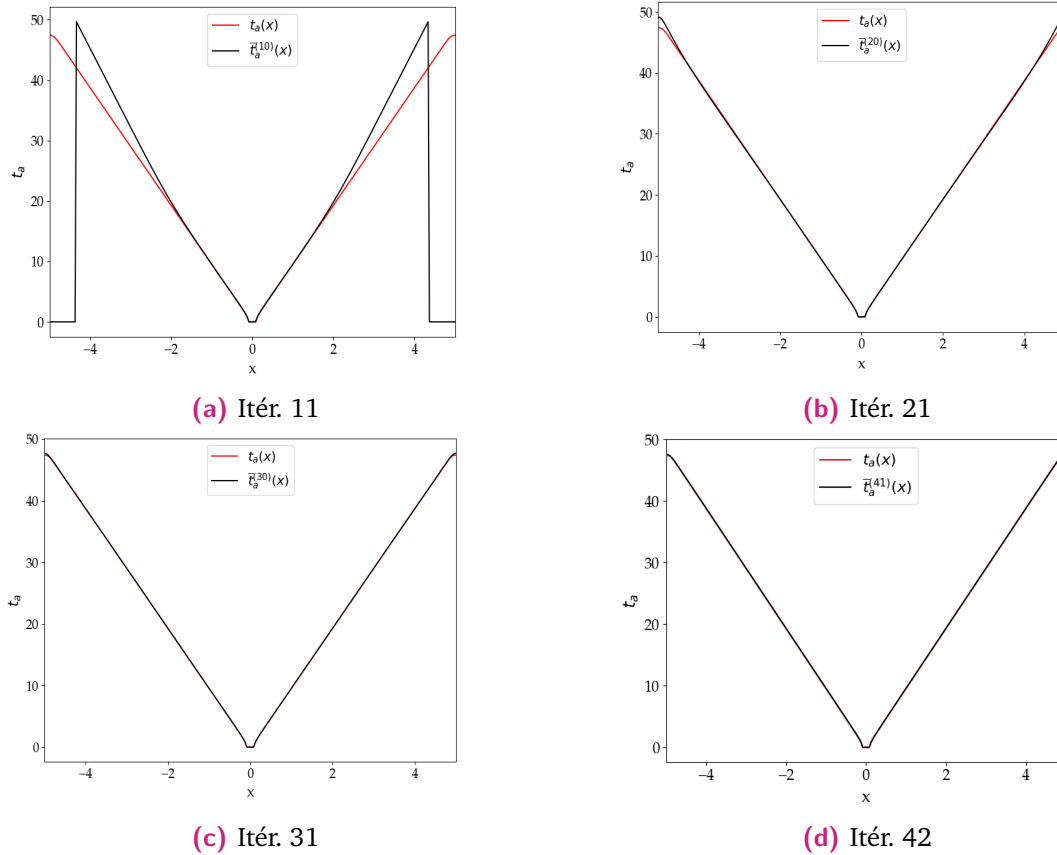 50
40
30
20
10
0
t_a
−4 −2 0 2 4
x
t_a(x)
t̄_a^(10)(x)
(a) Itér. 11
50
40
30
20
10
0
t_a
−4 −2 0 2 4
x
t_a(x)
t̄_a^(20)(x)
(b) Itér. 21
50
40
30
20
10
0
t_a
−4 −2 0 2 4
x
t_a(x)
t̄_a^(30)(x)
(c) Itér. 31
50
40
30
20
10
0
t_a
−4 −2 0 2 4
x
t_a(x)
t̄_a^(41)(x)
(d) Itér. 42